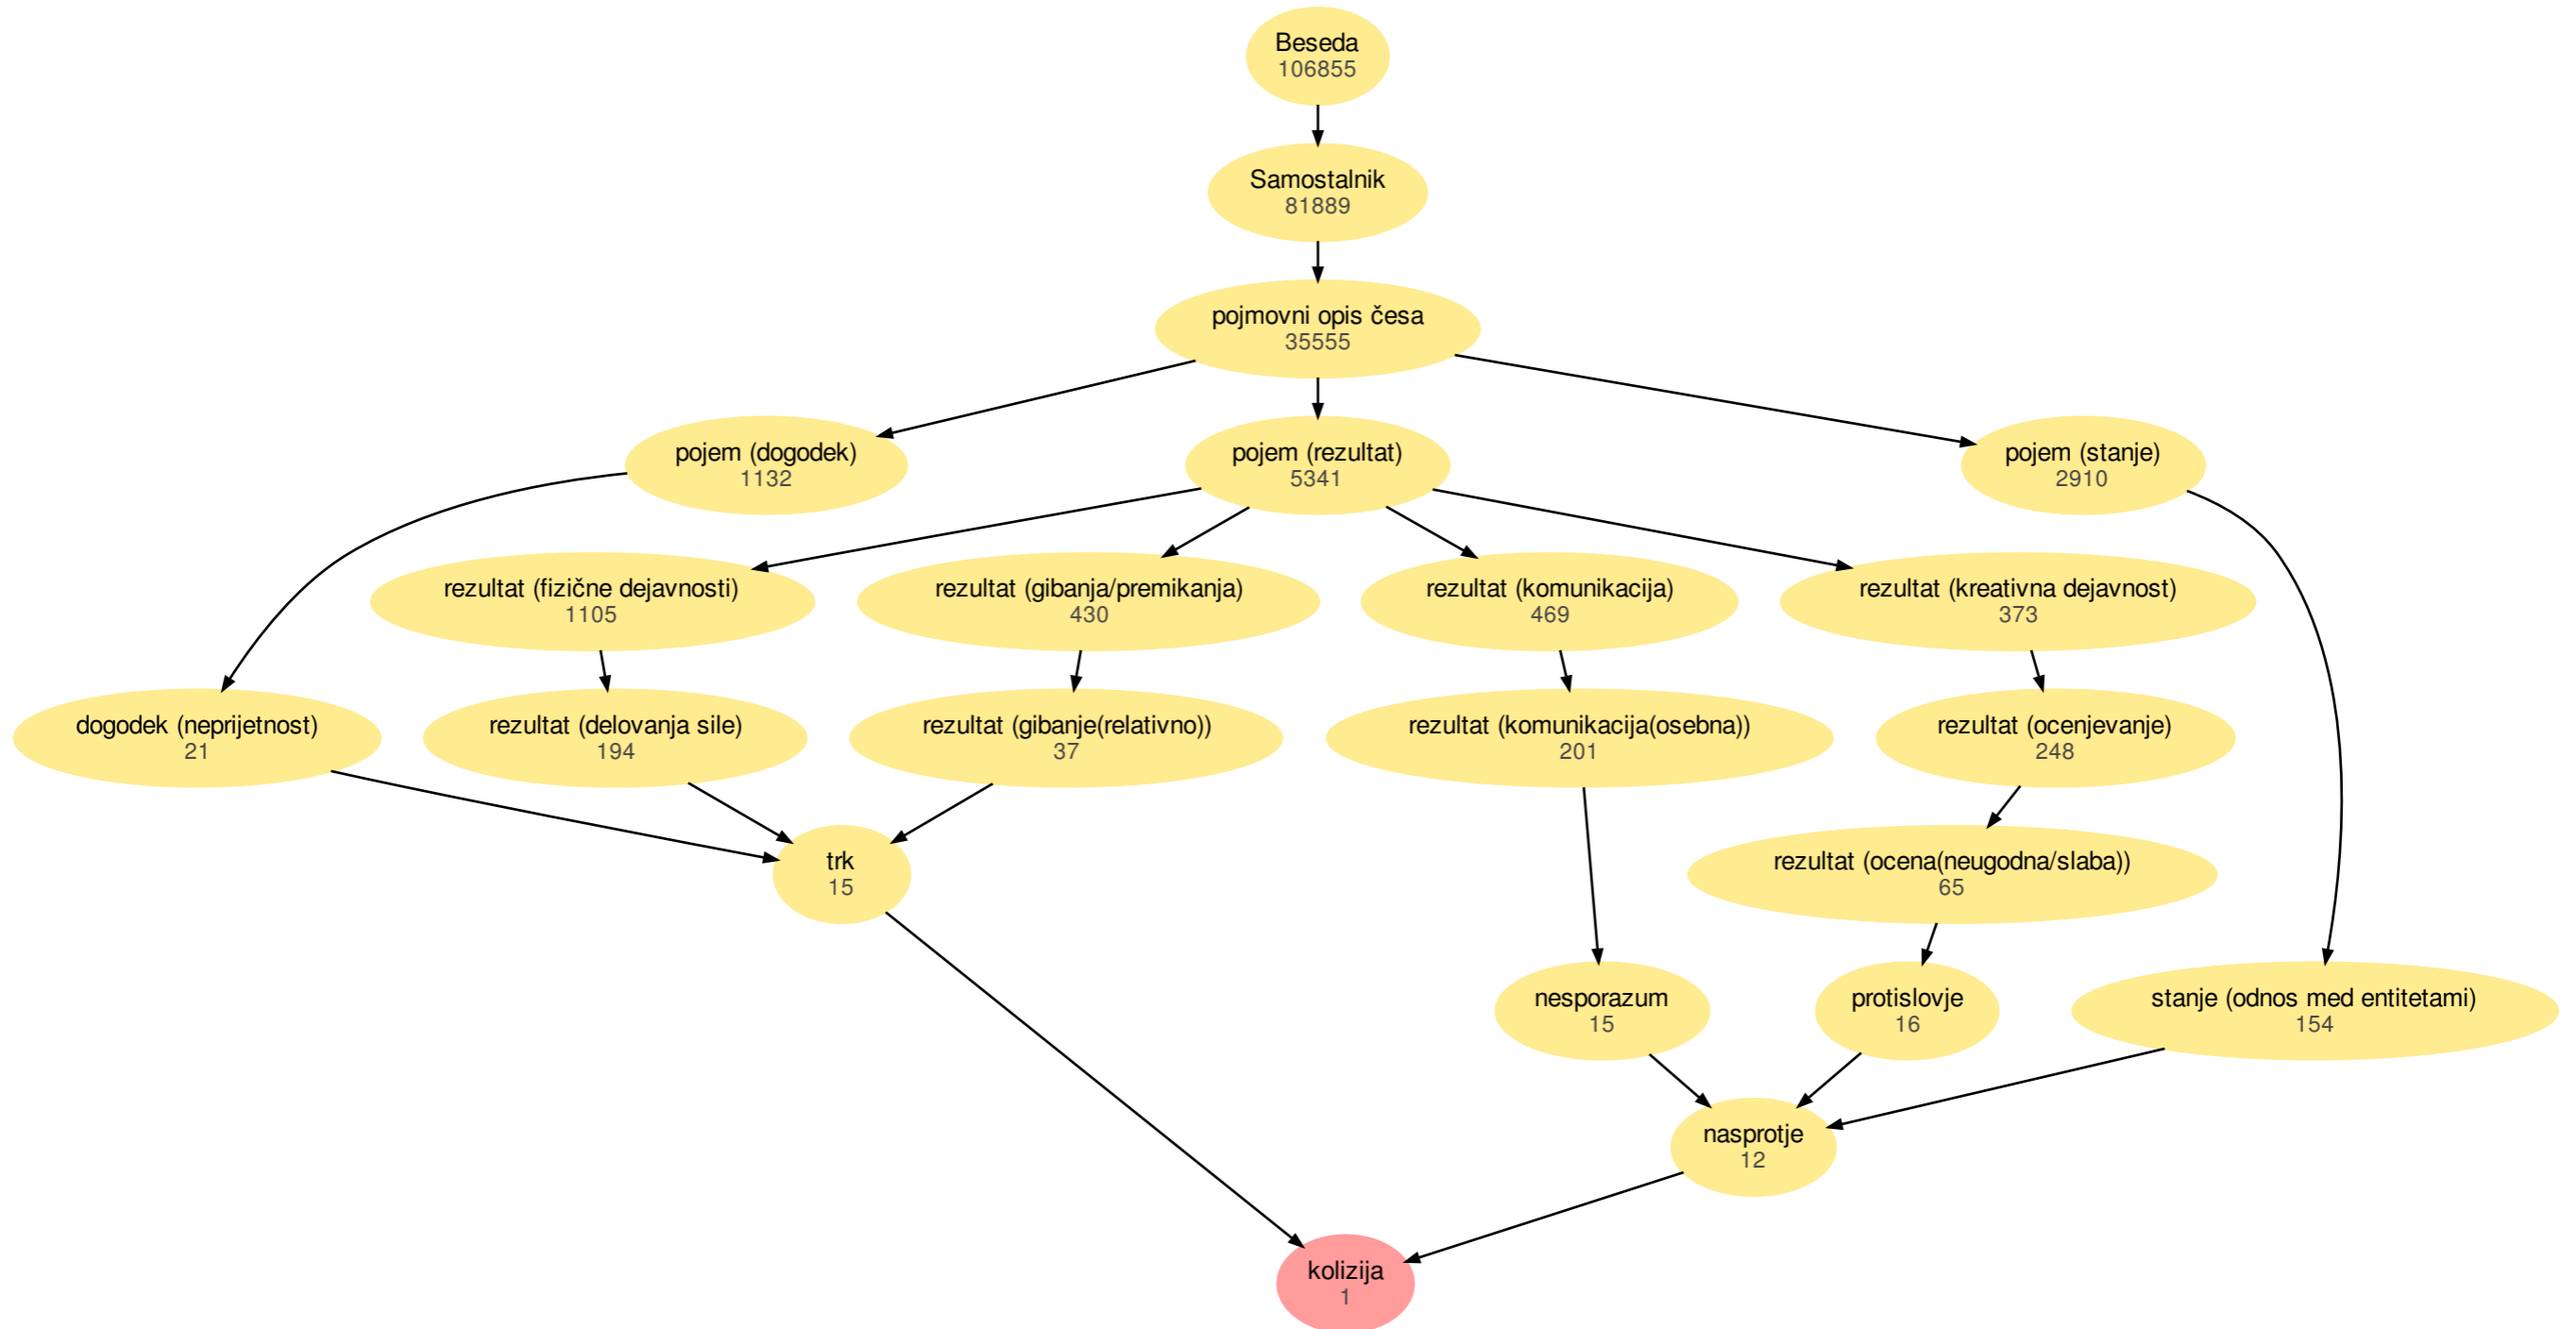 Beseda
106855
Samostalnik
81889
pojmovni opis česa
35555
pojem (dogodek)
1132
pojem (rezultat)
5341
pojem (stanje)
2910
rezultat (fizične dejavnosti)
1105
rezultat (gibanja/premikanja)
430
rezultat (komunikacija)
469
rezultat (kreativna dejavnost)
373
dogodek (neprijetnost)
21
rezultat (delovanja sile)
194
rezultat (gibanje(relativno))
37
rezultat (komunikacija(osebna))
201
rezultat (ocenjevanje)
248
trk
15
rezultat (ocena(neugodna/slaba))
65
nesporazum
15
protislovje
16
stanje (odnos med entitetami)
154
nasprotje
12
kolizija
1